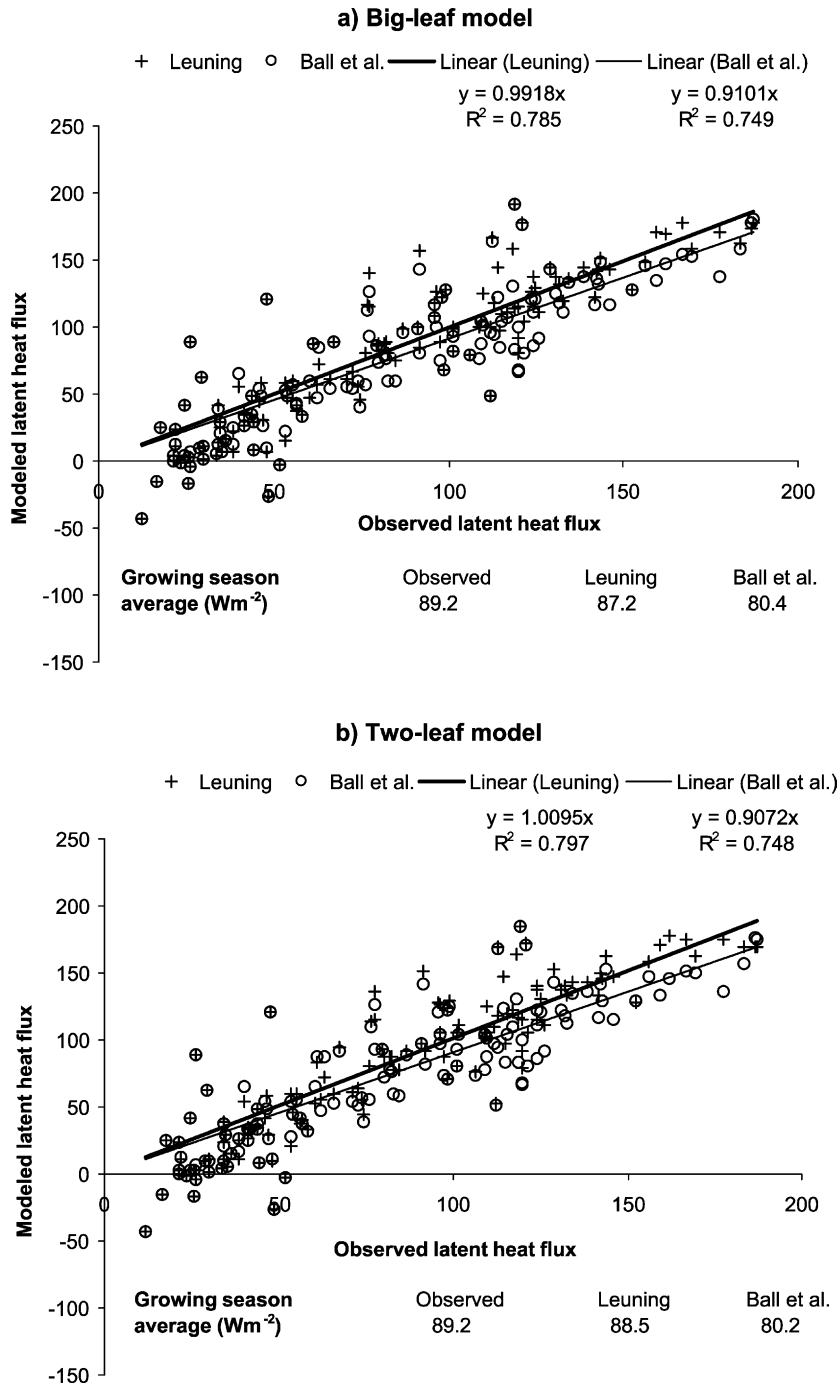 a) Big-leaf model
+ Leuning o Ball et al. Linear (Leuning) Linear (Ball et al.)
y = 0.9918x y = 0.9101x
R² = 0.785 R² = 0.749
250
200
150
100
50
0
0 50 100 150 200
Modeled latent heat flux
Observed latent heat flux
-50
Growing season Observed Leuning Ball et al.
average (Wm⁻²) 89.2 87.2 80.4
-100
-150
b) Two-leaf model
+ Leuning o Ball et al. Linear (Leuning) Linear (Ball et al.)
y = 1.0095x y = 0.9072x
R² = 0.797 R² = 0.748
250
200
150
100
50
0
0 50 100 150 200
Modeled latent heat flux
-50
Observed latent heat flux
Growing season Observed Leuning Ball et al.
average (Wm⁻²) 89.2 88.5 80.2
-100
-150